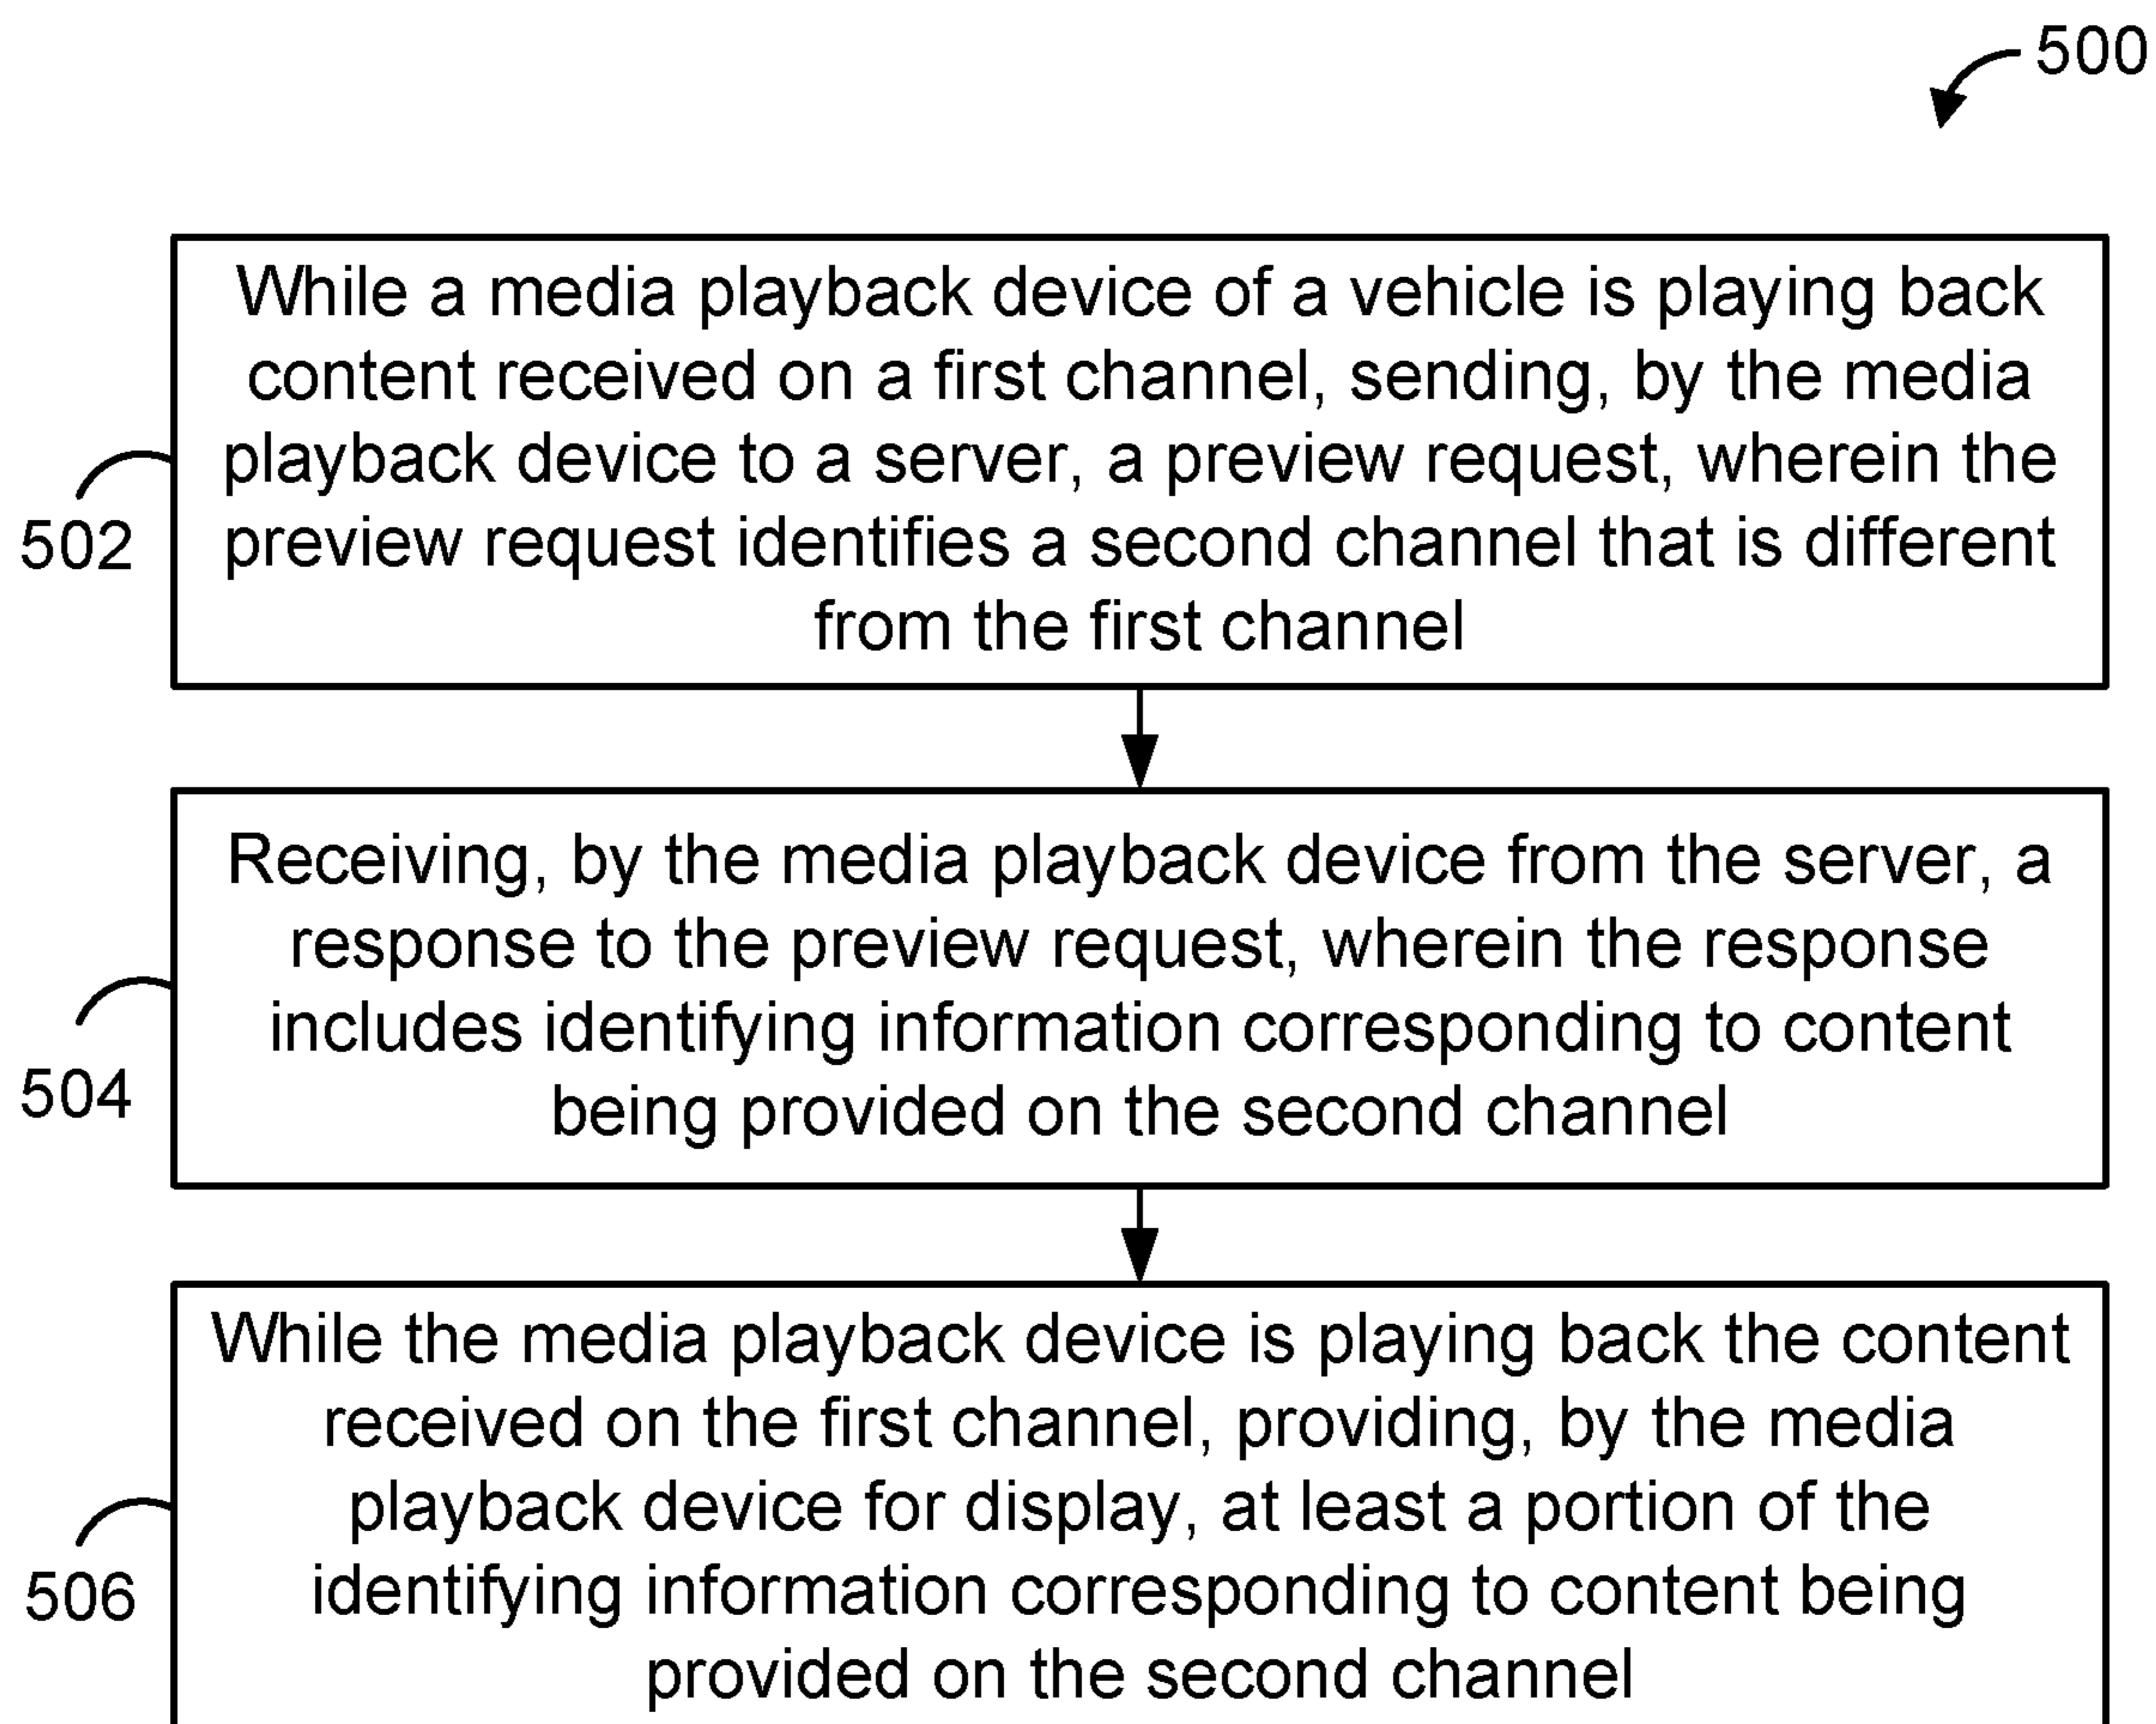 500
While a media playback device of a vehicle is playing back
content received on a first channel, sending, by the media
playback device to a server, a preview request, wherein the
preview request identifies a second channel that is different
from the first channel
502
Receiving, by the media playback device from the server, a
response to the preview request, wherein the response
includes identifying information corresponding to content
being provided on the second channel
504
While the media playback device is playing back the content
received on the first channel, providing, by the media
playback device for display, at least a portion of the
identifying information corresponding to content being
provided on the second channel
506